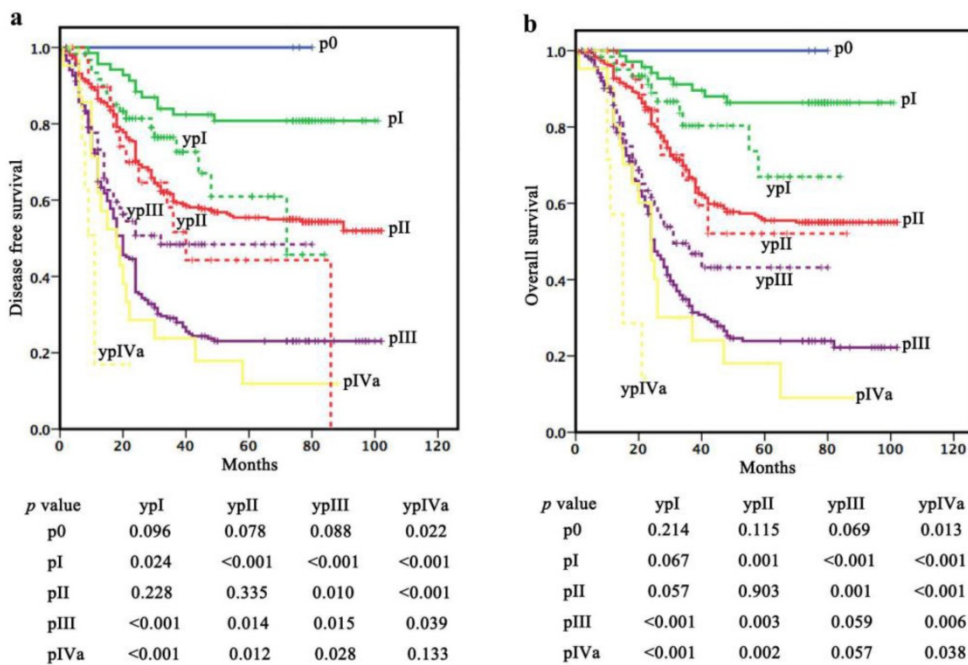 a
Disease free survival
1.0
0.8
0.6
0.4
0.2
0.0
p0
pI
ypI
ypIII
ypII
pII
pIII
ypIVa
pIVa
0 20 40 60 80 100 120
Months
p value ypI ypII ypIII ypIVa
p0 0.096 0.078 0.088 0.022
pI 0.024 <0.001 <0.001 <0.001
pII 0.228 0.335 0.010 <0.001
pIII <0.001 0.014 0.015 0.039
pIVa <0.001 0.012 0.028 0.133
b
Overall survival
1.0
0.8
0.6
0.4
0.2
0.0
p0
pI
ypI
pII
ypII
ypIII
pIII
ypIVa
pIVa
0 20 40 60 80 100 120
Months
p value ypI ypII ypIII ypIVa
p0 0.214 0.115 0.069 0.013
pI 0.067 0.001 <0.001 <0.001
pII 0.057 0.903 0.001 <0.001
pIII <0.001 0.003 0.059 0.006
pIVa <0.001 0.002 0.057 0.038